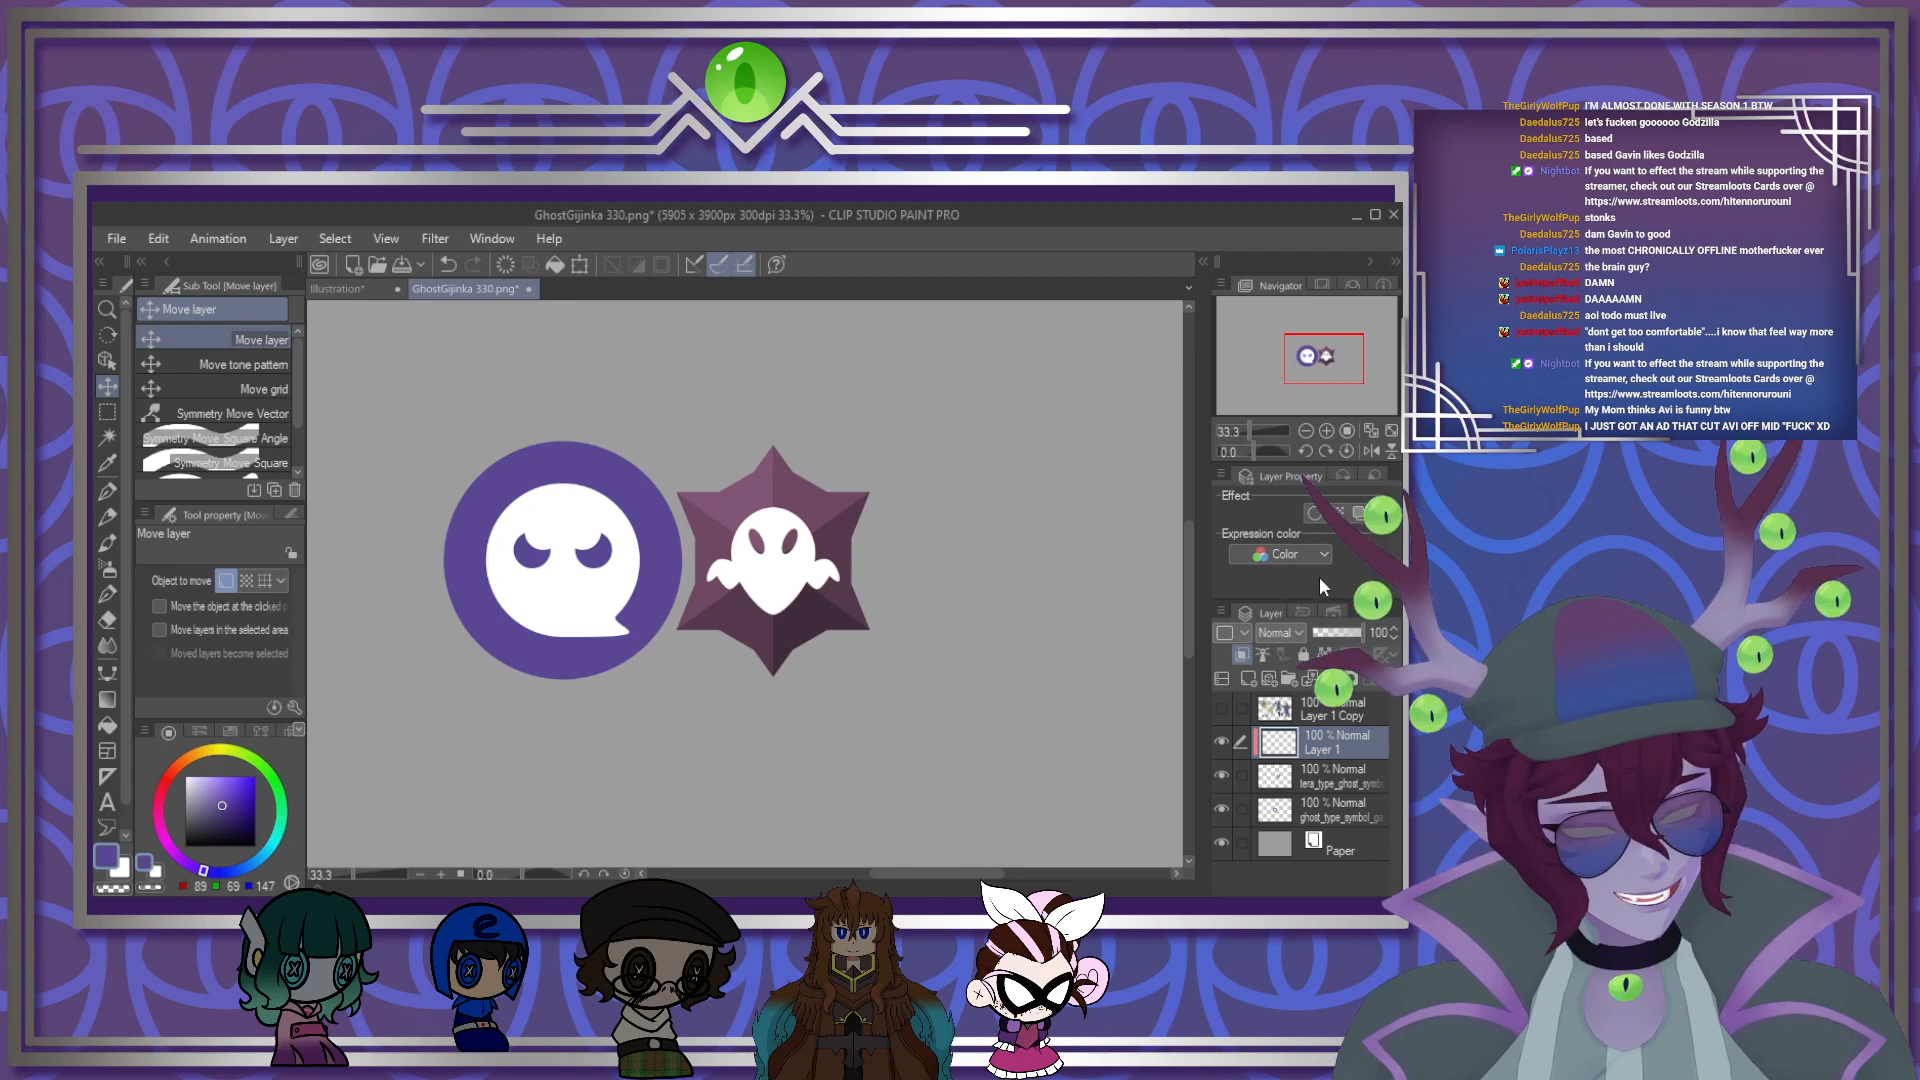 GhostGijinka 330.png* (5905 x 3900px 300dpi 33.3%) - CLIP STUDIO PAINT PRO
File Edit Animation Layer Select View Filter Window Help
Sub Tool [Move layer]
Move layer
Move layer
Move tone pattern
Move grid
Symmetry Move Vector
Symmetry Move Square Angle
Symmetry Move Square
Tool property [Mov
Move layer
Object to move
Move the object at the clicked p
Move layers in the selected area
Moved layers become selected
89 69 147
Illustration*
GhostGijinka 330.png*
33.3
0.0
Navigator
33.3
0.0
Layer Property
Effect
Expression color
Color
Layer
Normal 100
100
Layer 1 Copy
100 % Normal
Layer 1
100 % Normal
tera_type_ghost_symb
100 % Normal
ghost_type_symbol_ga
Paper
TheGirlyWolfPup I'M ALMOST DONE WITH SEASON 1 BTW
Daedalus725 let's fucken goooooo Godzilla
Daedalus725 based
Daedalus725 based Gavin likes Godzilla
Nightbot If you want to effect the stream while supporting the
streamer, check out our Streamloots Cards over @
https://www.streamloots.com/hitennorurouni
TheGirlyWolfPup stonks
Daedalus725 dam Gavin to good
PolarisPlayz13 the most CHRONICALLY OFFLINE motherfucker ever
Daedalus725 the brain guy?
DAMN
DAAAAAMN
Daedalus725 aoi todo must live
"dont get too comfortable"....i know that feel way more
than i should
Nightbot If you want to effect the stream while supporting the
streamer, check out our Streamloots Cards over @
https://www.streamloots.com/hitennorurouni
TheGirlyWolfPup My Mom thinks Avi is funny btw
TheGirlyWolfPup I JUST GOT AN AD THAT CUT AVI OFF MID "FUCK" XD